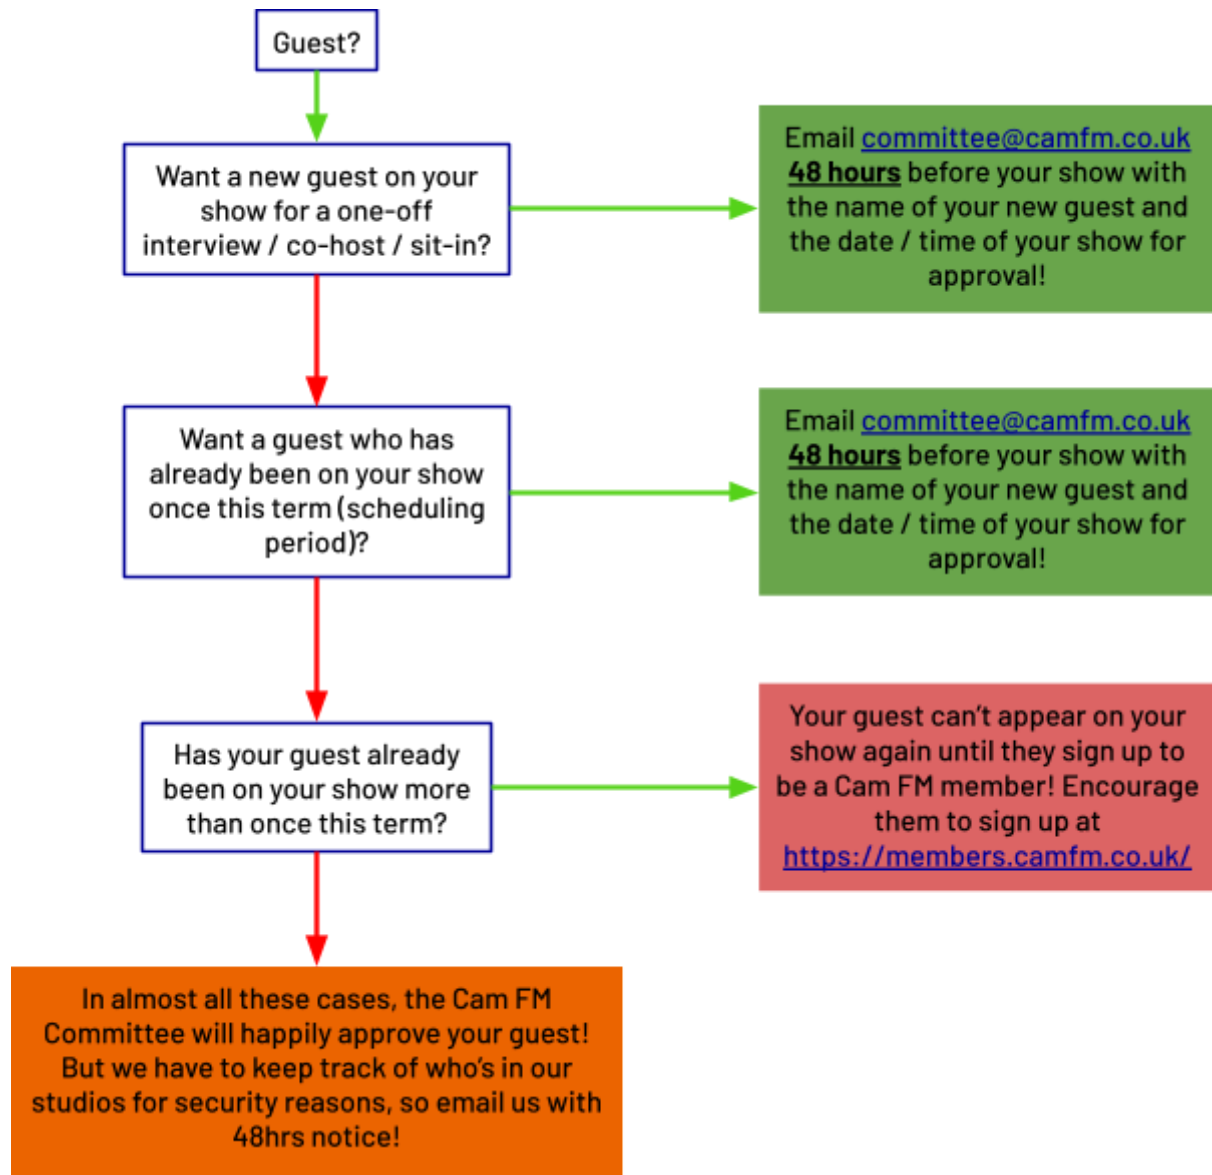 Guest?
Want a new guest on your
show for a one-off
interview / co-host / sit-in?
Email committee@camfm.co.uk
48 hours before your show with
the name of your new guest and
the date / time of your show for
approval!
Want a guest who has
already been on your show
once this term (scheduling
period)?
Email committee@camfm.co.uk
48 hours before your show with
the name of your new guest and
the date / time of your show for
approval!
Has your guest already
been on your show more
than once this term?
Your guest can't appear on your
show again until they sign up to
be a Cam FM member! Encourage
them to sign up at
https://members.camfm.co.uk/
In almost all these cases, the Cam FM
Committee will happily approve your guest!
But we have to keep track of who's in our
studios for security reasons, so email us with
48hrs notice!